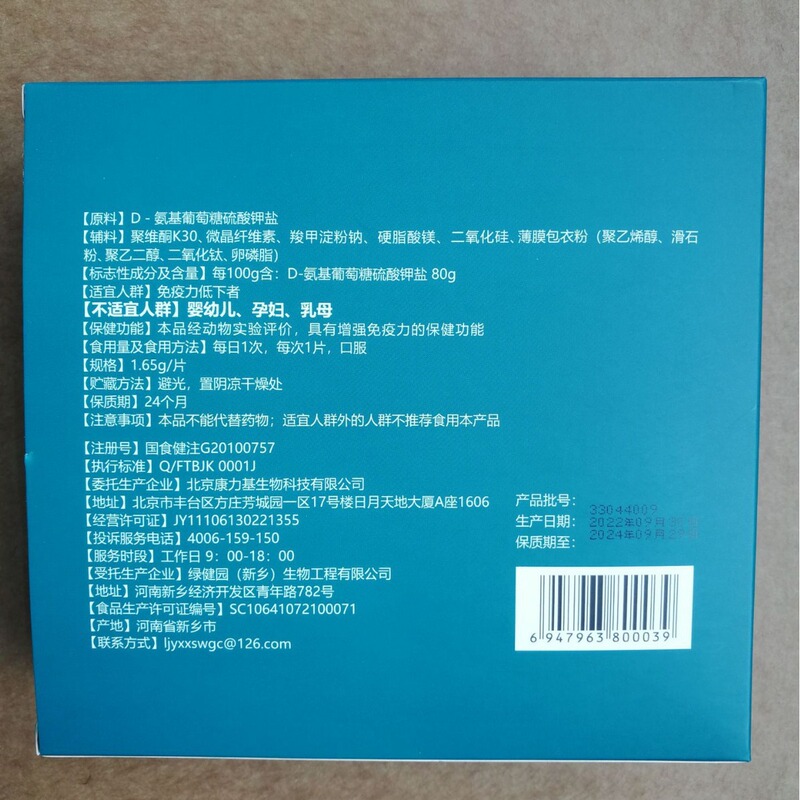 【原料】D - 氨基葡萄糖硫酸钾盐
【辅料】聚维酮K30、微晶纤维素、羧甲淀粉钠、硬脂酸镁、二氧化硅、薄膜包衣粉（聚乙烯醇、滑石
粉、聚乙二醇、二氧化钛、卵磷脂）
【标志性成分及含量】每100g含：D-氨基葡萄糖硫酸钾盐 80g
【适宜人群】免疫力低下者
【不适宜人群】婴幼儿、孕妇、乳母
【保健功能】本品经动物实验评价，具有增强免疫力的保健功能
【食用量及食用方法】每日1次，每次1片，口服
【规格】1.65g/片
【贮藏方法】避光，置阴凉干燥处
【保质期】24个月
【注意事项】本品不能代替药物；适宜人群外的人群不推荐食用本产品
【注册号】国食健注G20100757
【执行标准】Q/FTBJK 0001J
【委托生产企业】北京康力基生物科技有限公司
【地址】北京市丰台区方庄芳城园一区17号楼日月天地大厦A座1606
【经营许可证】JY11106130221355
【投诉服务电话】4006-159-150
【服务时段】工作日 9：00-18：00
【受托生产企业】绿健园（新乡）生物工程有限公司
【地址】河南新乡经济开发区青年路782号
【食品生产许可证编号】SC10641072100071
【产地】河南省新乡市
【联系方式】ljyxxswgc@126.com
产品批号：33044009
生产日期：2022年09月
保质期至：2024年09月
6 947963 800039